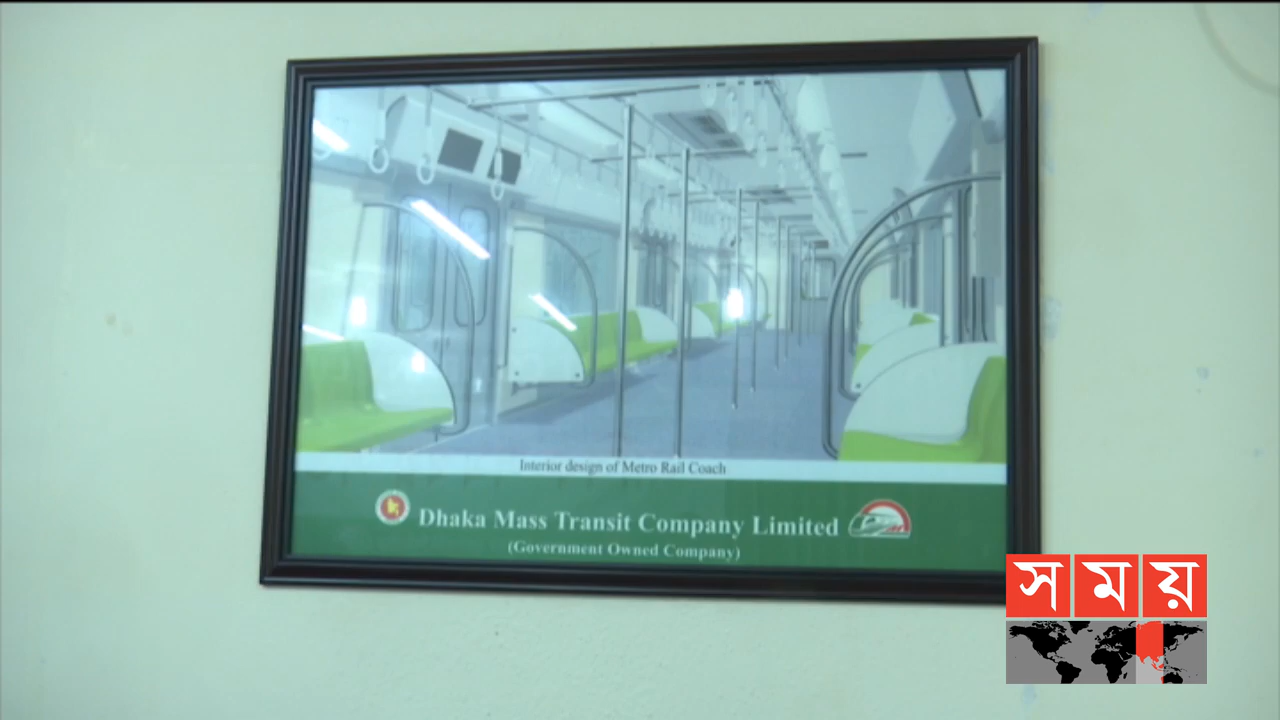 Interior design of Metro Rail Coach
Dhaka Mass Transit Company Limited
(Government Owned Company)
সময়